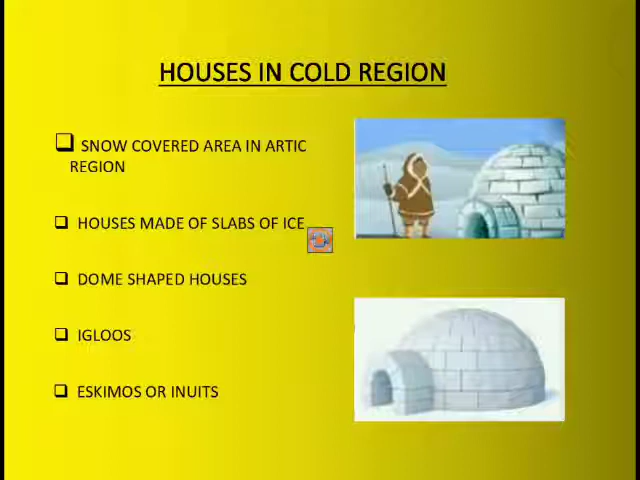 HOUSES IN COLD REGION
SNOW COVERED AREA IN ARTIC
REGION
HOUSES MADE OF SLABS OF ICE
DOME SHAPED HOUSES
IGLOOS
ESKIMOS OR INUITS